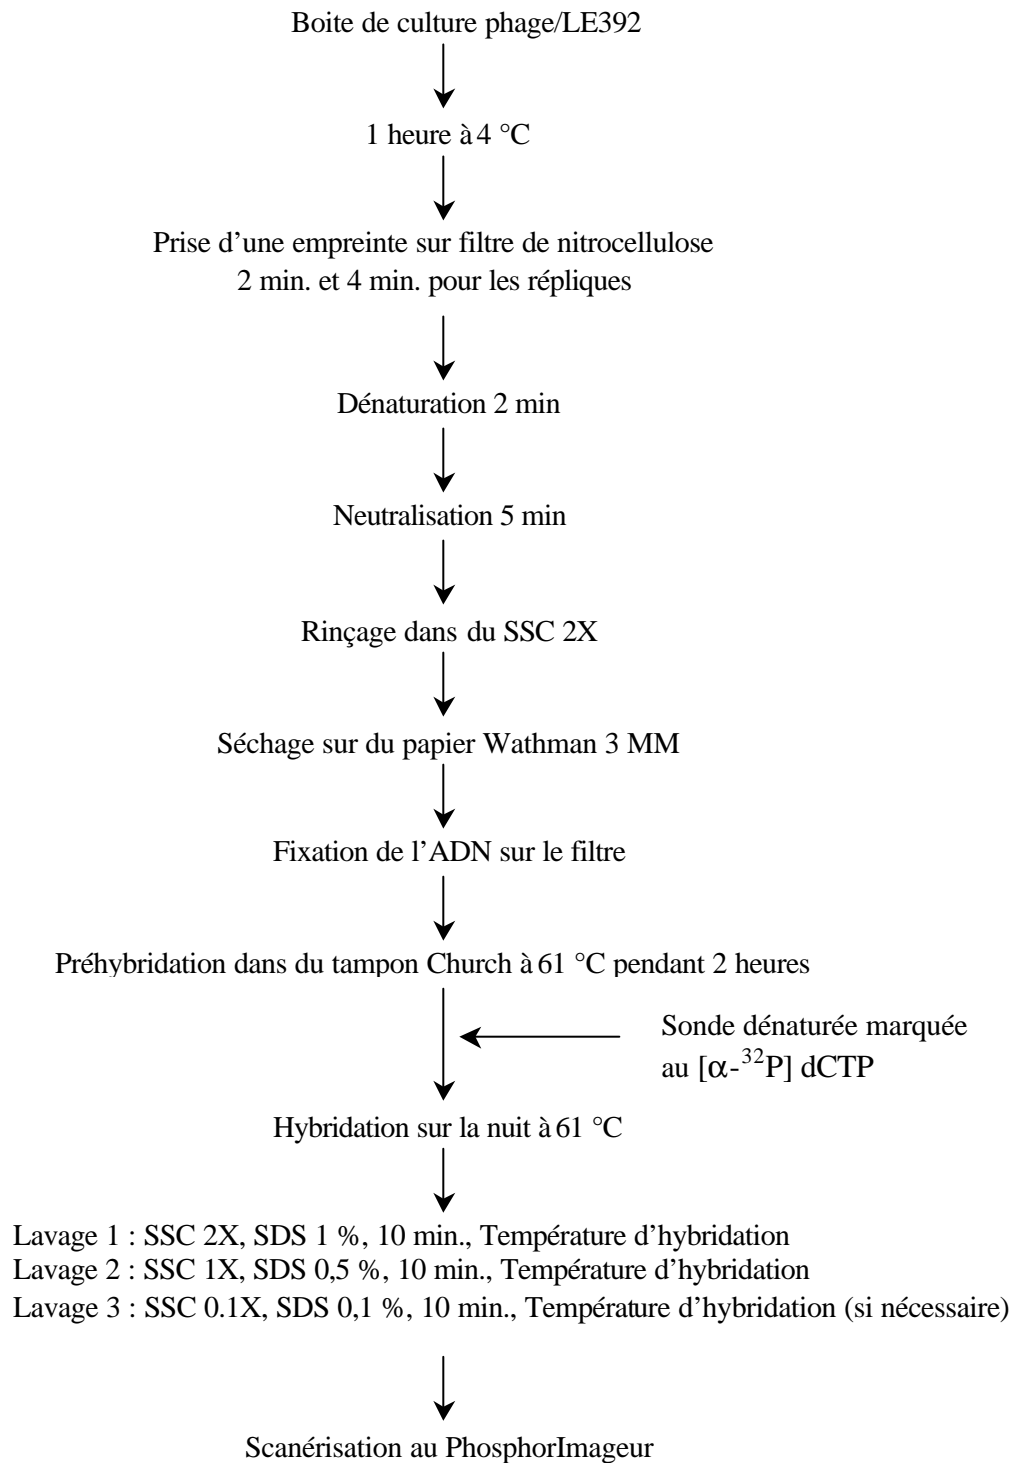 Boite de culture phage/LE392
1 heure à 4 °C
Prise d’une empreinte sur filtre de nitrocellulose
2 min. et 4 min. pour les répliques
Dénaturation 2 min
Neutralisation 5 min
Rinçage dans du SSC 2X
Séchage sur du papier Wathman 3 MM
Fixation de l’ADN sur le filtre
Préhybridation dans du tampon Church à 61 °C pendant 2 heures
Sonde dénaturée marquée
au [α-³²P] dCTP
Hybridation sur la nuit à 61 °C
Lavage 1 : SSC 2X, SDS 1 %, 10 min., Température d’hybridation
Lavage 2 : SSC 1X, SDS 0,5 %, 10 min., Température d’hybridation
Lavage 3 : SSC 0.1X, SDS 0,1 %, 10 min., Température d’hybridation (si nécessaire)
Scanérisation au PhosphorImageur